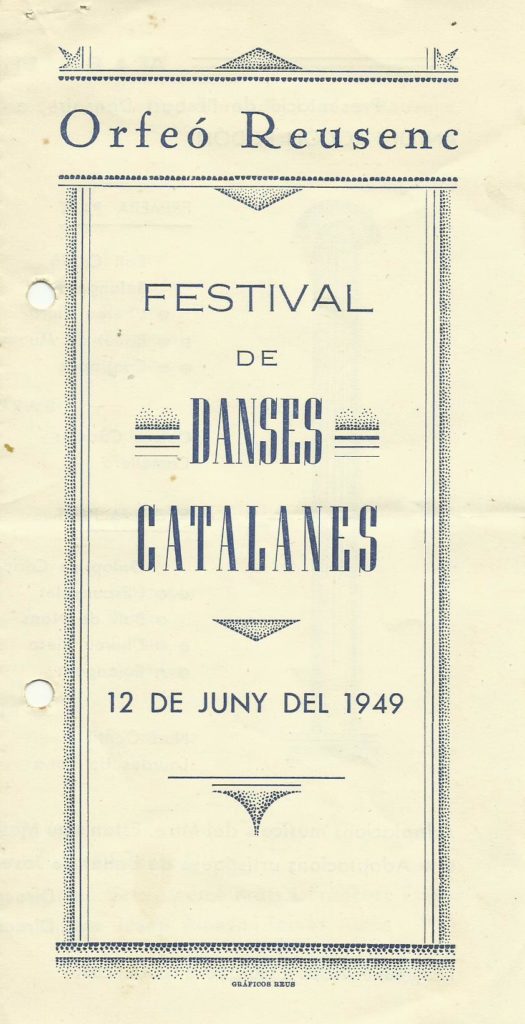 Orfeó Reusenc
FESTIVAL
DE
DANSES
CATALANES
12 DE JUNY DEL 1949
GRÁFICOS REUS